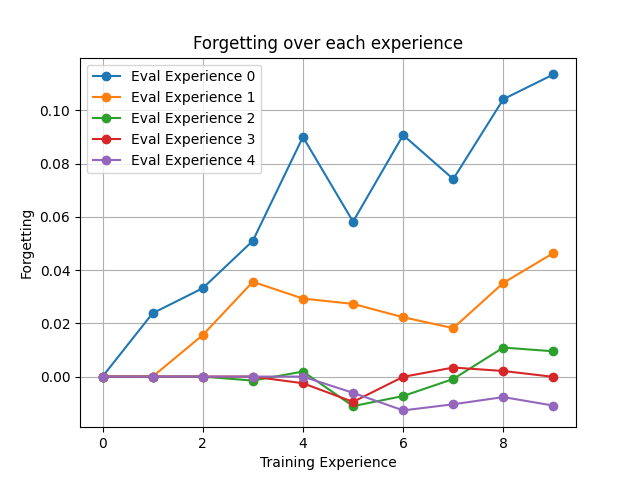 Forgetting over each experience
Eval Experience 0
Eval Experience 1
Eval Experience 2
Eval Experience 3
Eval Experience 4
Forgetting
0.10
0.08
0.06
0.04
0.02
0.00
0 2 4 6 8
Training Experience